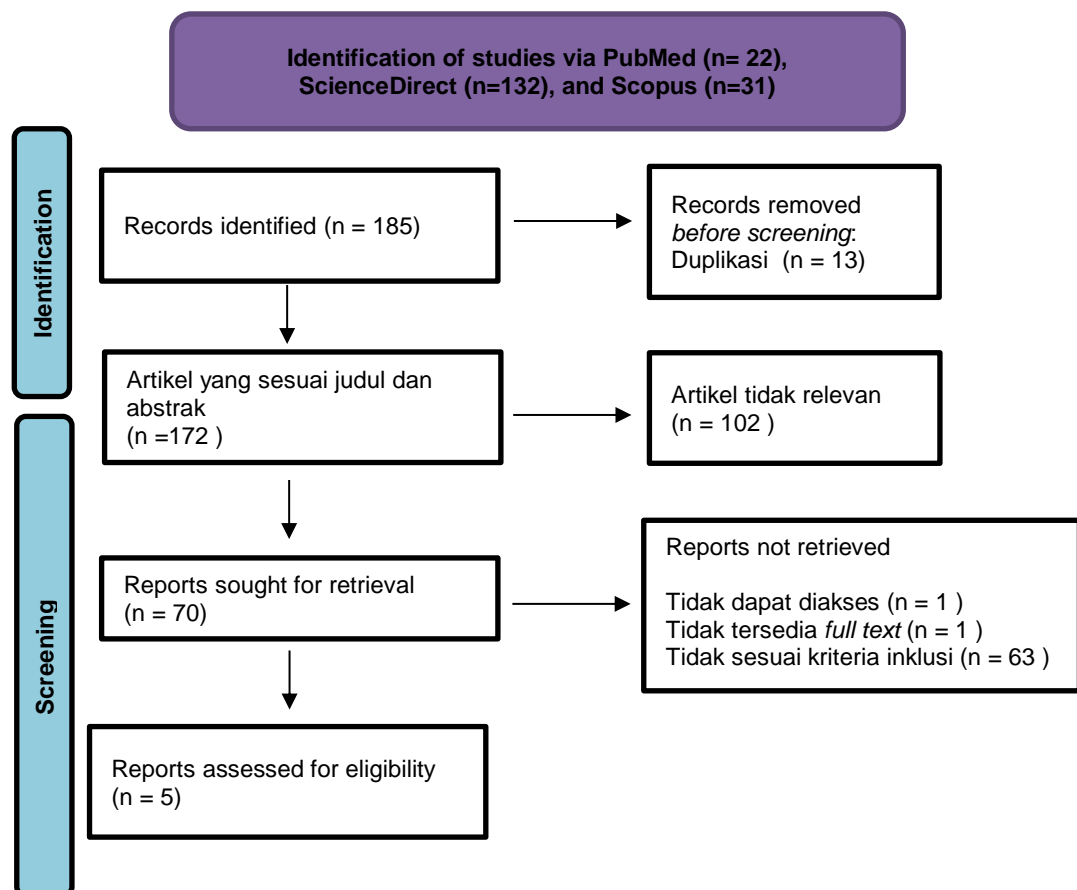 Identification of studies via PubMed (n= 22),
ScienceDirect (n=132), and Scopus (n=31)
Identification
Records identified (n = 185)
Records removed
before screening:
Duplikasi  (n = 13)
Artikel yang sesuai judul dan
abstrak
(n =172 )
Artikel tidak relevan
(n = 102 )
Screening
Reports sought for retrieval
(n = 70)
Reports not retrieved
Tidak dapat diakses (n = 1 )
Tidak tersedia full text (n = 1 )
Tidak sesuai kriteria inklusi (n = 63 )
Reports assessed for eligibility
(n = 5)